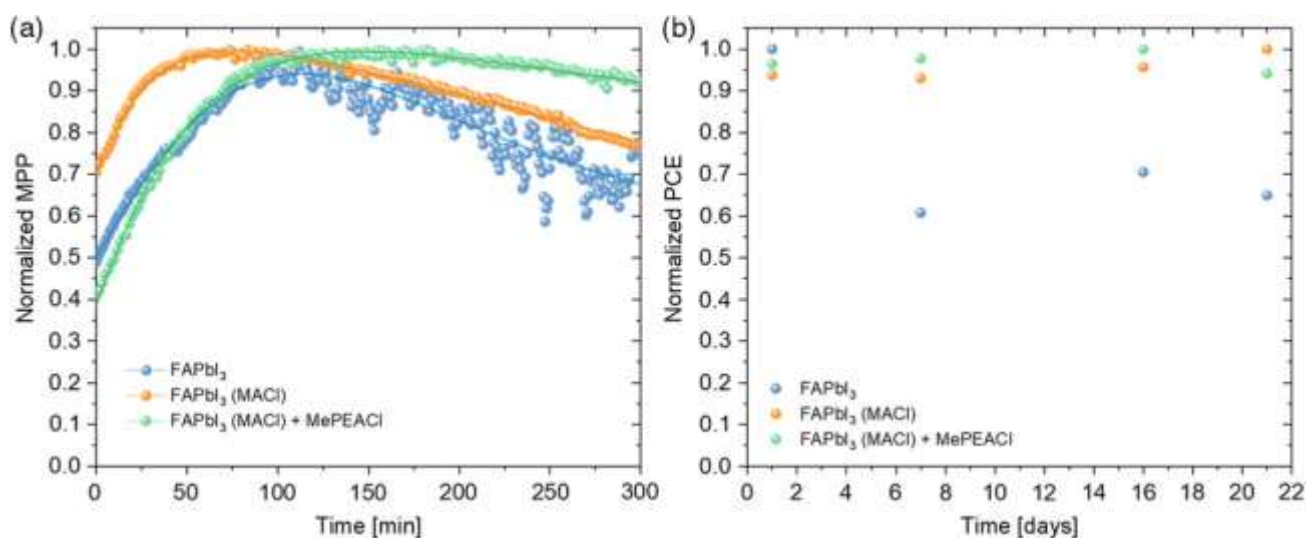 (a)
Normalized MPP
1.0
0.9
0.8
0.7
0.6
0.5
0.4
0.3
0.2
0.1
0.0
FAPbI3
FAPbI3 (MACl)
FAPbI3 (MACl) + MePEACl
0 50 100 150 200 250 300
Time [min]
(b)
Normalized PCE
1.0
0.9
0.8
0.7
0.6
0.5
0.4
0.3
0.2
0.1
0.0
FAPbI3
FAPbI3 (MACl)
FAPbI3 (MACl) + MePEACl
0 2 4 6 8 10 12 14 16 18 20 22
Time [days]